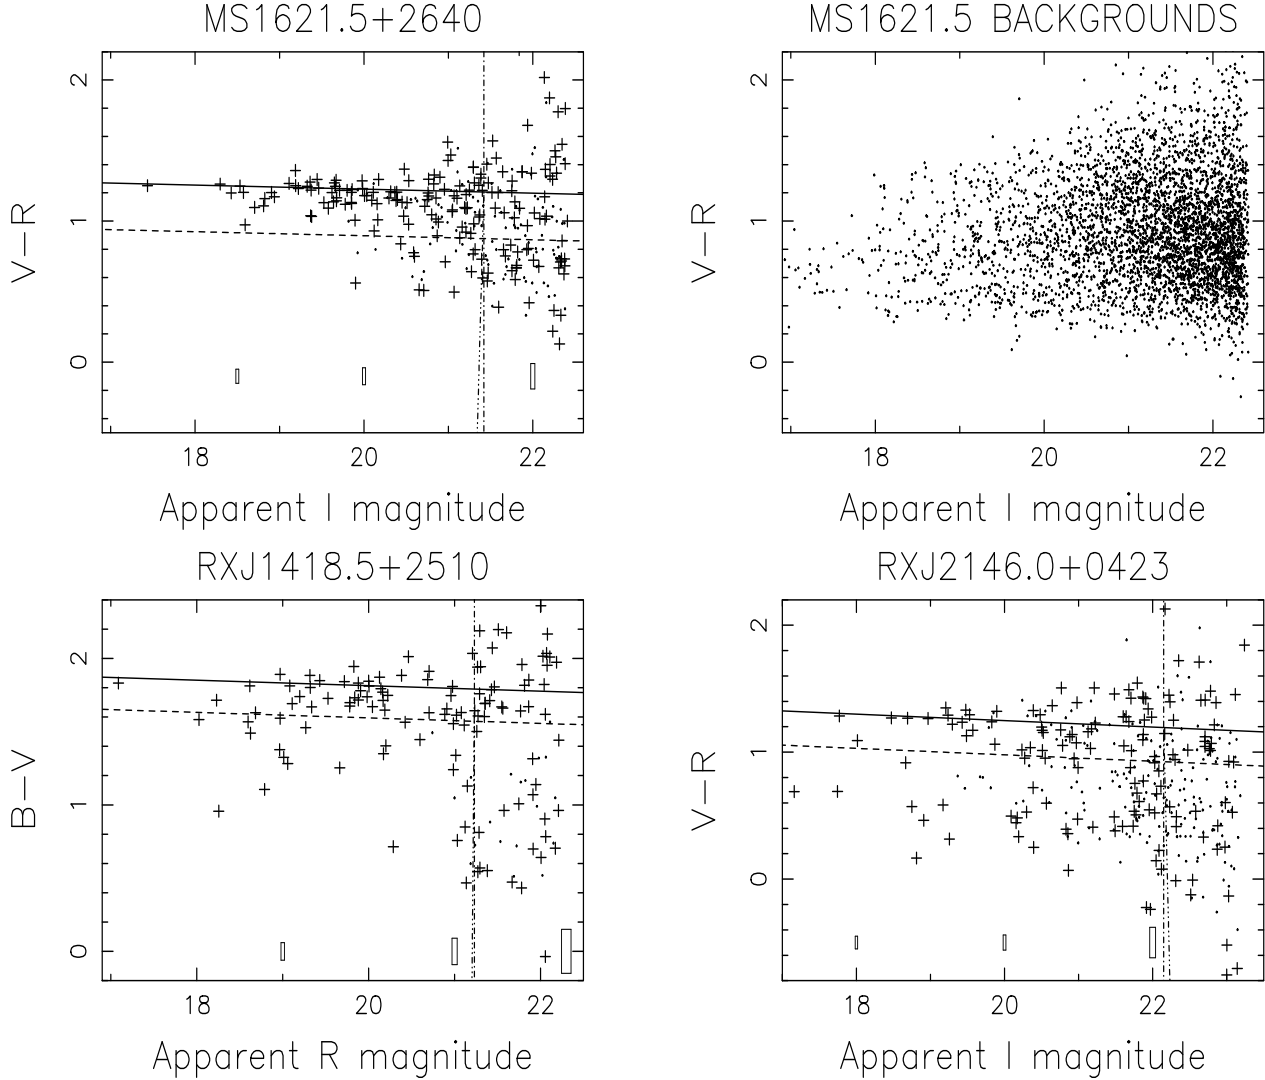 MS1621.5+2640
MS1621.5 BACKGROUNDS
2
1
0
V−R
18 20 22
Apparent I magnitude
2
1
0
V−R
18 20 22
Apparent I magnitude
RXJ1418.5+2510
RXJ2146.0+0423
2
1
0
B−V
18 20 22
Apparent R magnitude
2
1
0
V−R
18 20 22
Apparent I magnitude